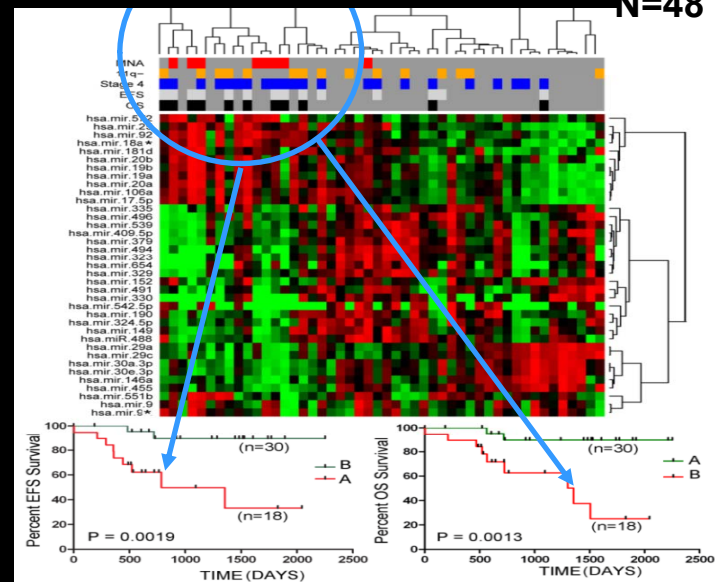 N=48
MNA
Stage 4
EFS
OS
hsa.mir.92
hsa.mir.18a*
hsa.mir.181d
hsa.mir.20b
hsa.mir.19b
hsa.mir.19a
hsa.mir.20a
hsa.mir.106a
hsa.mir.17.5p
hsa.mir.335
hsa.mir.496
hsa.mir.539
hsa.mir.409.5p
hsa.mir.379
hsa.mir.494
hsa.mir.323
hsa.mir.654
hsa.mir.329
hsa.mir.152
hsa.mir.491
hsa.mir.330
hsa.mir.542.5p
hsa.mir.190
hsa.mir.324.5p
hsa.mir.149
hsa.miR.488
hsa.mir.29a
hsa.mir.29c
hsa.mir.30a.3p
hsa.mir.30e.3p
hsa.mir.146a
hsa.mir.455
hsa.mir.551b
hsa.mir.9
hsa.mir.9*
Percent EFS Survival
100
80
60
40
20
0
(n=30)
B
A
(n=18)
P = 0.0019
0 500 1000 1500 2000 2500
TIME (DAYS)
Percent OS Survival
100
80
60
40
20
0
(n=30)
A
B
(n=18)
P = 0.0013
0 500 1000 1500 2000 2500
TIME (DAYS)